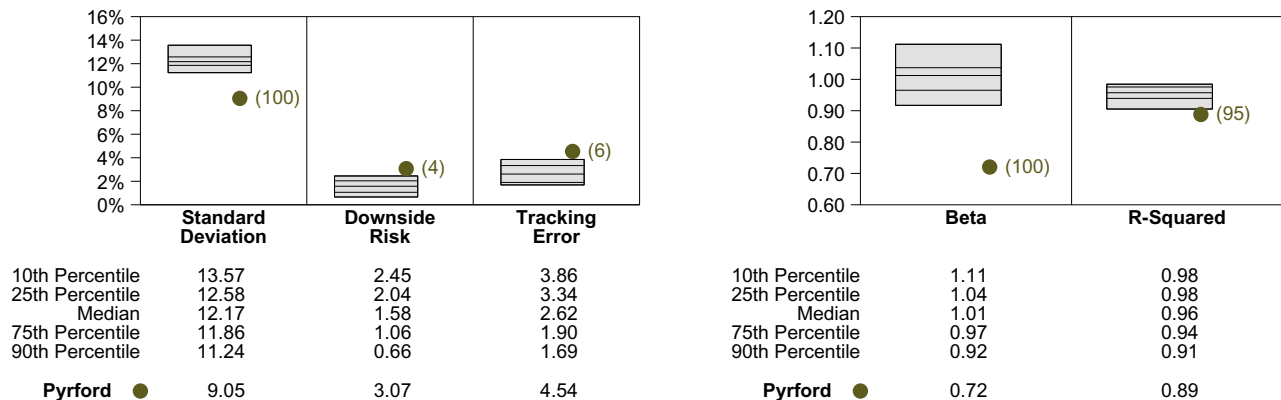 16%
14%
12%
10%
8%
6%
4%
2%
0%
(100)
(4)
(6)
Standard Deviation
Downside Risk
Tracking Error
10th Percentile 13.57 2.45 3.86
25th Percentile 12.58 2.04 3.34
Median 12.17 1.58 2.62
75th Percentile 11.86 1.06 1.90
90th Percentile 11.24 0.66 1.69
Pyrford 9.05 3.07 4.54
1.20
1.10
1.00
0.90
0.80
0.70
0.60
(100)
(95)
Beta
R-Squared
10th Percentile 1.11 0.98
25th Percentile 1.04 0.98
Median 1.01 0.96
75th Percentile 0.97 0.94
90th Percentile 0.92 0.91
Pyrford 0.72 0.89